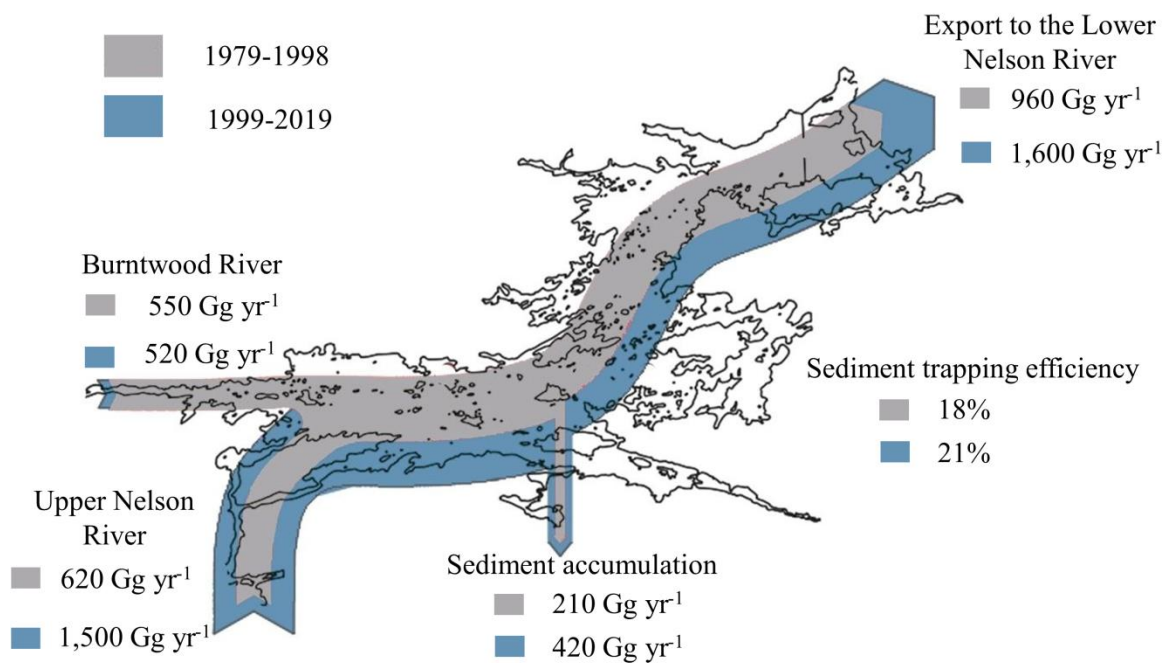 1979-1998
1999-2019
Export to the Lower
Nelson River
960 Gg yr⁻¹
1,600 Gg yr⁻¹
Burntwood River
550 Gg yr⁻¹
520 Gg yr⁻¹
Sediment trapping efficiency
18%
21%
Upper Nelson
River
620 Gg yr⁻¹
1,500 Gg yr⁻¹
Sediment accumulation
210 Gg yr⁻¹
420 Gg yr⁻¹